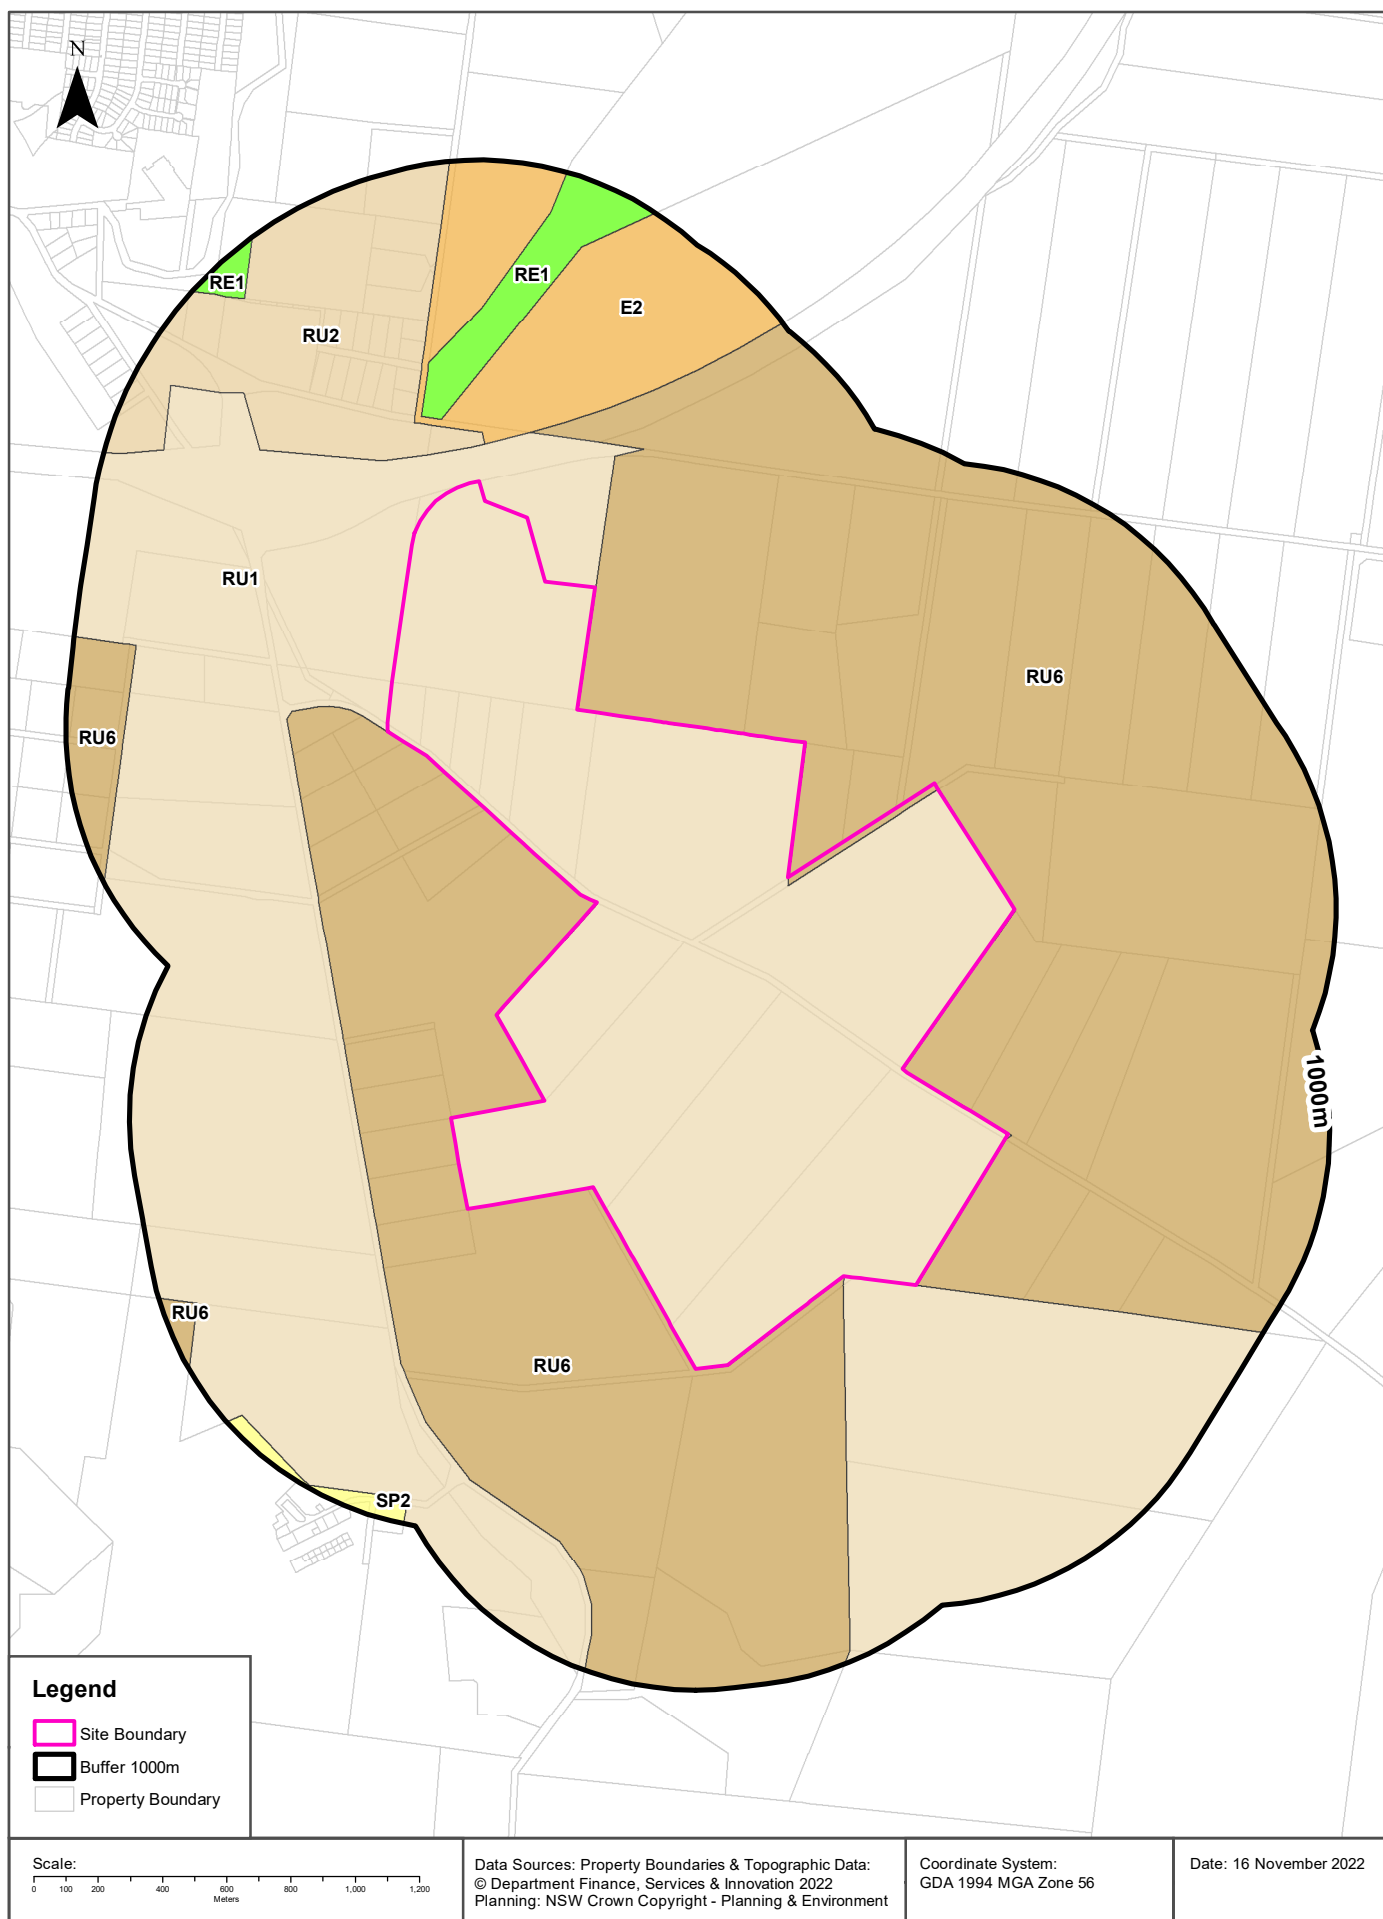 N
RE1
RE1
E2
RU2
RU1
RU6
RU6
1000m
RU6
RU6
SP2
Legend
Site Boundary
Buffer 1000m
Property Boundary
Scale:
0 100 200 400 600 800 1,000 1,200
Meters
Data Sources: Property Boundaries & Topographic Data:
© Department Finance, Services & Innovation 2022
Planning: NSW Crown Copyright - Planning & Environment
Coordinate System:
GDA 1994 MGA Zone 56
Date: 16 November 2022